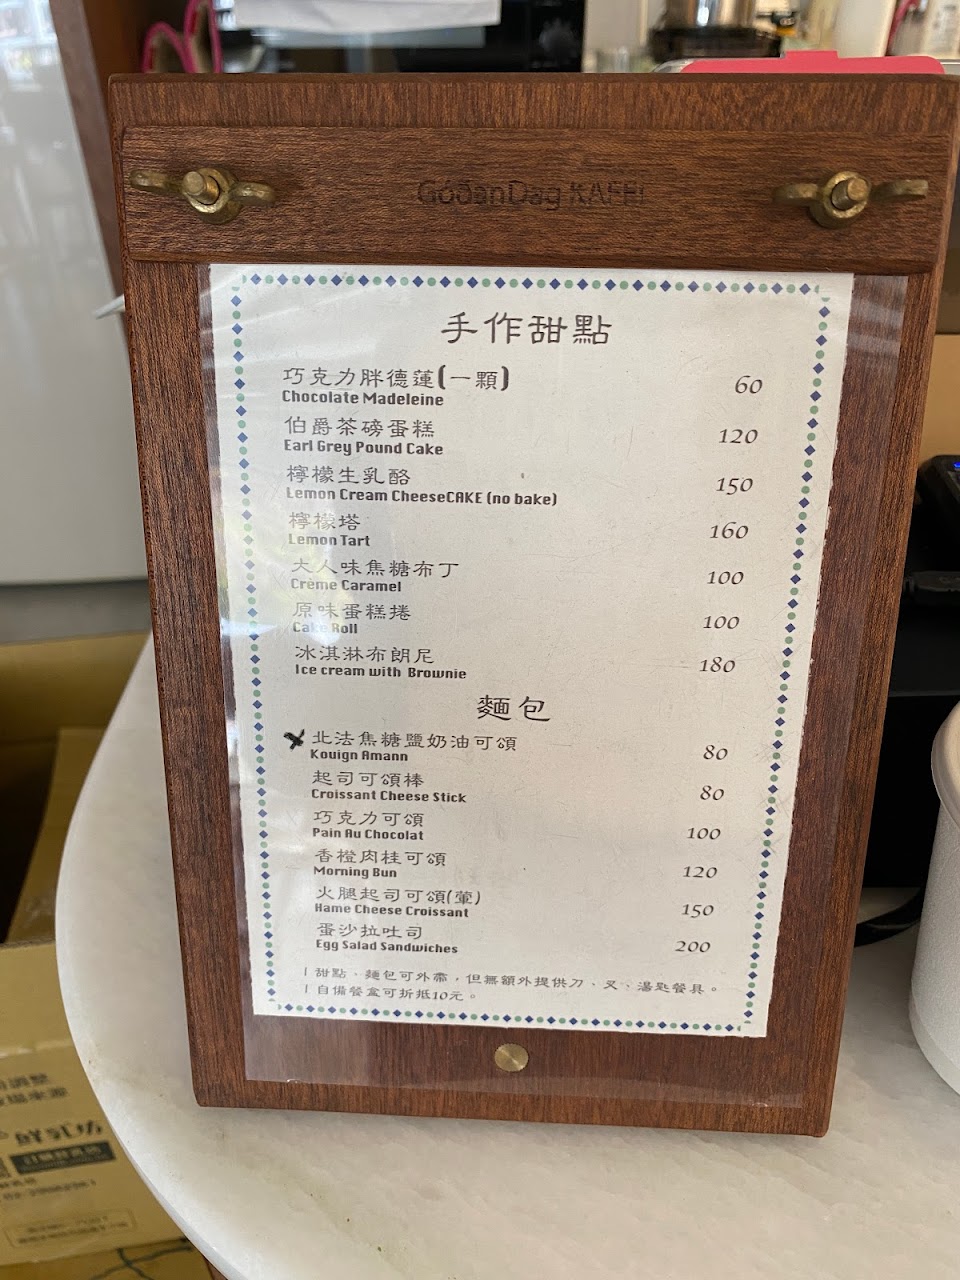 GodenDag KAFFI
手作甜點
巧克力胖德蓮(一顆) 60
Chocolate Madeleine
伯爵茶磅蛋糕 120
Earl Grey Pound Cake
檸檬生乳酪 150
Lemon Cream CheeseCAKE (no bake)
檸檬塔 160
Lemon Tart
大人味焦糖布丁 100
Crème Caramel
原味蛋糕捲 100
Cake Roll
冰淇淋布朗尼 180
Ice cream with Brownie
麵包
北法焦糖鹽奶油可頌 80
Kouign Amann
起司可頌棒 80
Croissant Cheese Stick
巧克力可頌 100
Pain Au Chocolat
香橙肉桂可頌 120
Morning Bun
火腿起司可頌(葷) 150
Hame Cheese Croissant
蛋沙拉吐司 200
Egg Salad Sandwiches
| 甜點、麵包可外帶，但無額外提供刀、叉、湯匙餐具。
| 自備餐盒可折抵10元。